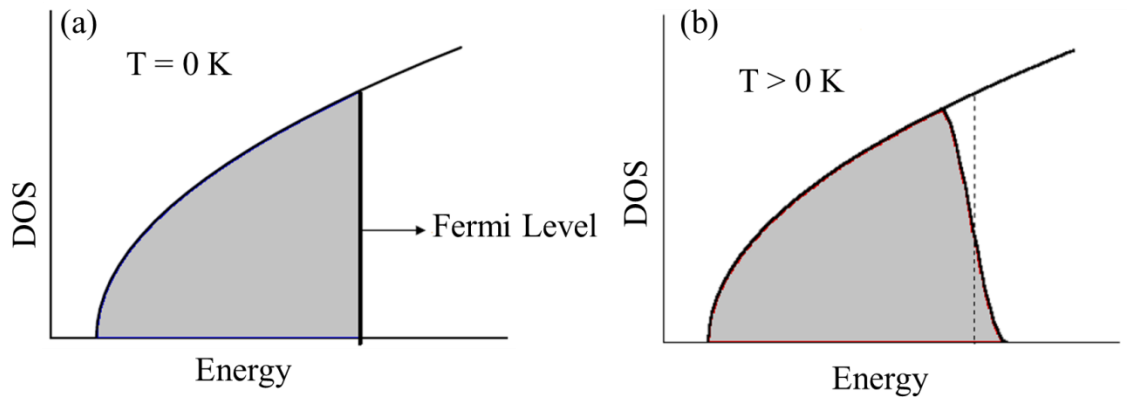 (a)
T = 0 K
DOS
Fermi Level
Energy
(b)
T > 0 K
DOS
Energy